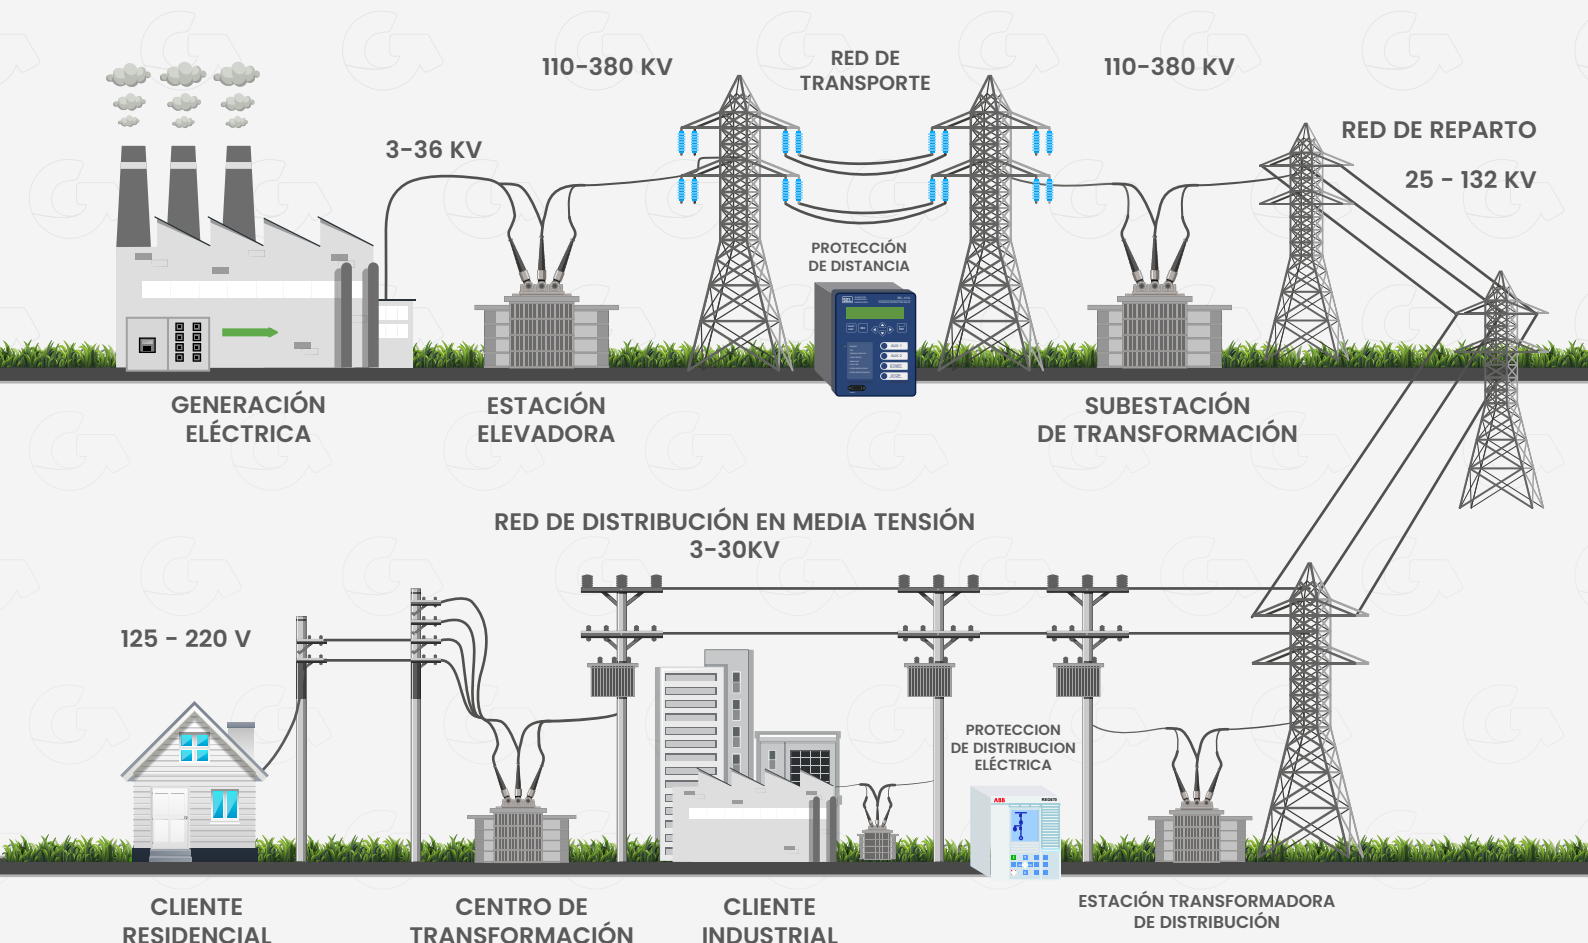 110-380 KV
RED DE
TRANSPORTE
110-380 KV
3-36 KV
RED DE REPARTO
25 - 132 KV
PROTECCIÓN
DE DISTANCIA
SEL
GENERACIÓN
ELÉCTRICA
ESTACIÓN
ELEVADORA
SUBESTACIÓN
DE TRANSFORMACIÓN
RED DE DISTRIBUCIÓN EN MEDIA TENSIÓN
3-30KV
125 - 220 V
PROTECCION
DE DISTRIBUCION
ELÉCTRICA
ABB
CLIENTE
RESIDENCIAL
CENTRO DE
TRANSFORMACIÓN
CLIENTE
INDUSTRIAL
ESTACIÓN TRANSFORMADORA
DE DISTRIBUCIÓN